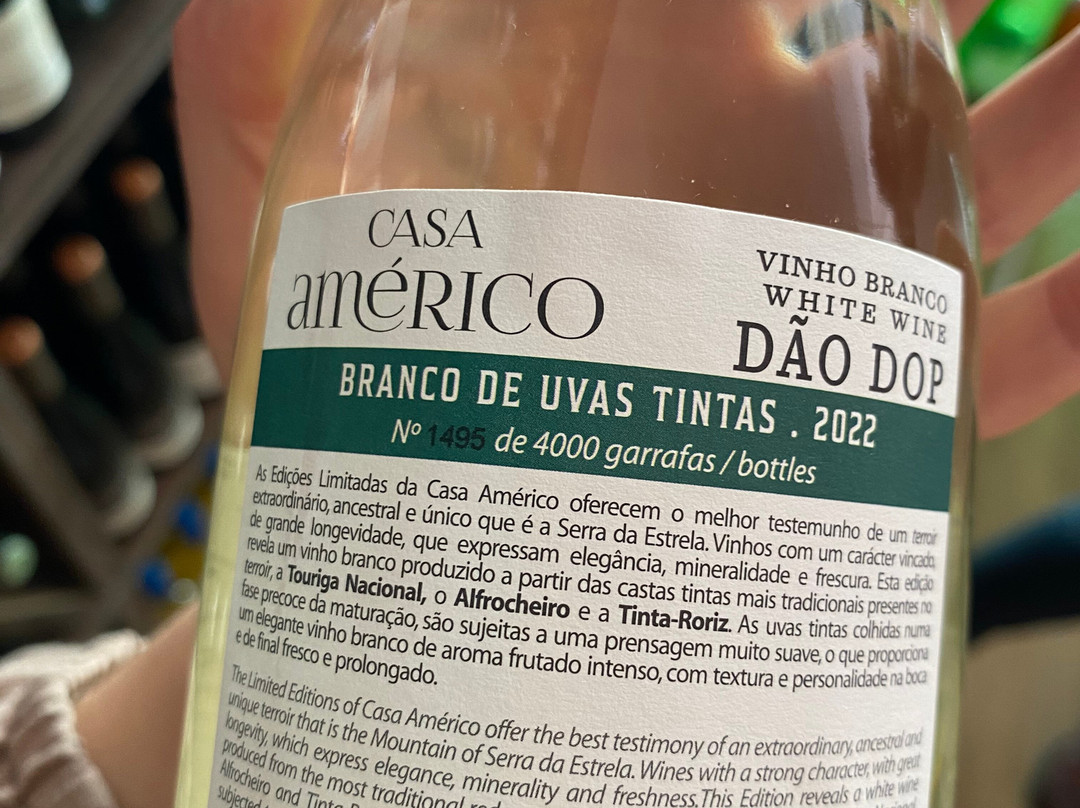 CASA
améRICO
VINHO BRANCO
WHITE WINE
DÃO DOP
BRANCO DE UVAS TINTAS . 2022
Nº 1495 de 4000 garrafas / bottles
As Edições Limitadas da Casa Américo oferecem o melhor testemunho de um terroir
extraordinário, ancestral e único que é a Serra da Estrela. Vinhos com um carácter vincado,
de grande longevidade, que expressam elegância, mineralidade e frescura. Esta edição
revela um vinho branco produzido a partir das castas tintas mais tradicionais presentes no
terroir, a Touriga Nacional, o Alfrocheiro e a Tinta-Roriz. As uvas tintas colhidas numa
fase precoce da maturação, são sujeitas a uma prensagem muito suave, o que proporciona
um elegante vinho branco de aroma frutado intenso, com textura e personalidade na boca
e de final fresco e prolongado.
The Limited Editions of Casa Américo offer the best testimony of an extraordinary, ancestral and
unique terroir that is the Mountain of Serra da Estrela. Wines with a strong character, with great
longevity, which express elegance, minerality and freshness. This Edition reveals a white wine
produced from the most traditional red
Alfrocheiro and Tinta